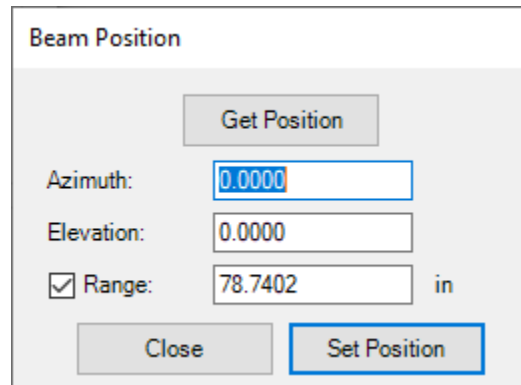 Beam Position
Get Position
Azimuth: 0.0000
Elevation: 0.0000
Range: 78.7402 in
Close Set Position